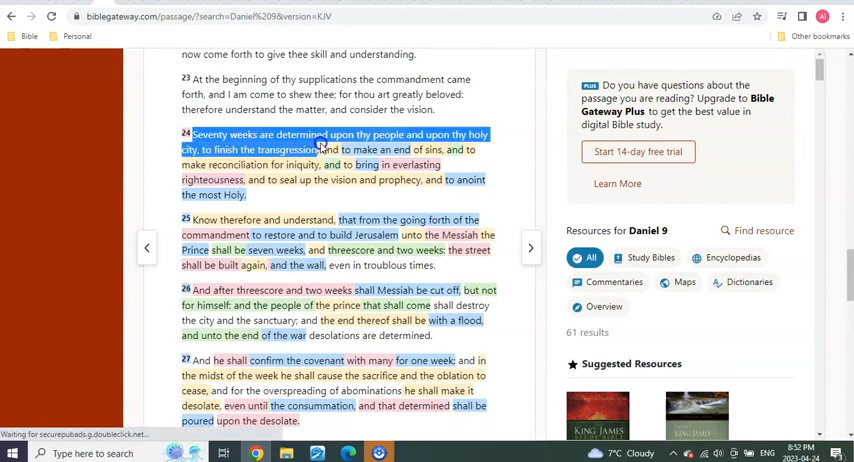 biblegateway.com/passage/?search=Daniel%209&version=KJV
AI
Bible
Personal
Other bookmarks
now come forth to give thee skill and understanding.
23 At the beginning of thy supplications the commandment came
forth, and I am come to shew thee; for thou art greatly beloved:
therefore understand the matter, and consider the vision.
24 Seventy weeks are determined upon thy people and upon thy holy
city, to finish the transgression, and to make an end of sins, and to
make reconciliation for iniquity, and to bring in everlasting
righteousness, and to seal up the vision and prophecy, and to anoint
the most Holy.
25 Know therefore and understand, that from the going forth of the
commandment to restore and to build Jerusalem unto the Messiah the
Prince shall be seven weeks, and threescore and two weeks: the street
shall be built again, and the wall, even in troublous times.
26 And after threescore and two weeks shall Messiah be cut off, but not
for himself: and the people of the prince that shall come shall destroy
the city and the sanctuary; and the end thereof shall be with a flood,
and unto the end of the war desolations are determined.
27 And he shall confirm the covenant with many for one week: and in
the midst of the week he shall cause the sacrifice and the oblation to
cease, and for the overspreading of abominations he shall make it
desolate, even until the consummation, and that determined shall be
poured upon the desolate.
PLUS Do you have questions about the
passage you are reading? Upgrade to Bible
Gateway Plus to get the best value in
digital Bible study.
Start 14-day free trial
Learn More
Resources for Daniel 9
Find resource
All
Study Bibles
Encyclopedias
Commentaries
Maps
Dictionaries
Overview
61 results
Suggested Resources
KING JAMES
STUDY BIBLE
KING JAMES
Waiting for securepubads.g.doubleclick.net...
Type here to search
7°C Cloudy
ENG
8:52 PM
2023-04-24